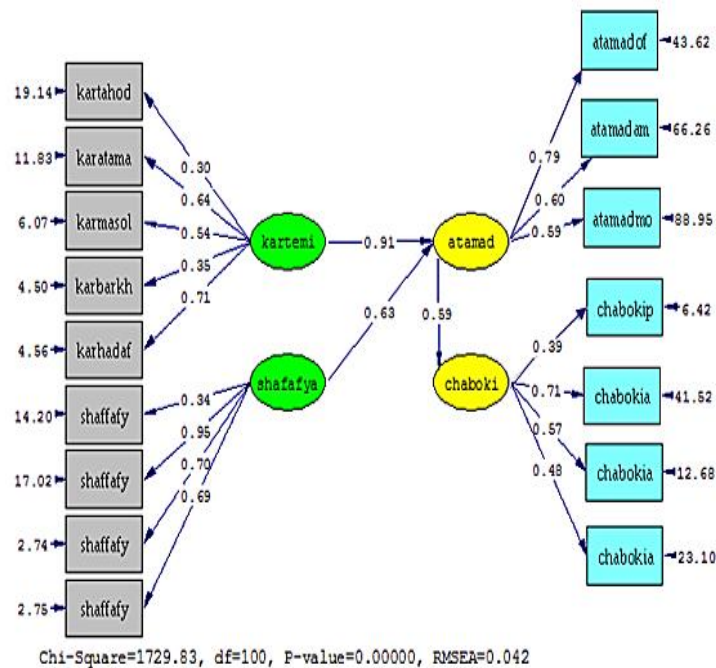 atamadof
43.62
19.14
kartahod
atamadam
66.26
0.30
0.79
11.83
karatama
0.64
0.60
atamadmo
88.95
6.07
karmasol
0.54
0.59
kartemi
0.91
atamad
4.50
karbarkh
0.35
0.71
chabokip
6.42
4.56
karhadaf
0.63
0.59
0.39
shafafya
chaboki
14.20
shaffafy
0.34
0.71
chabokia
41.52
0.95
0.57
17.02
shaffafy
0.70
0.48
chabokia
12.68
0.69
2.74
shaffafy
chabokia
23.10
2.75
shaffafy
Chi-Square=1729.83, df=100, P-value=0.00000, RMSEA=0.042